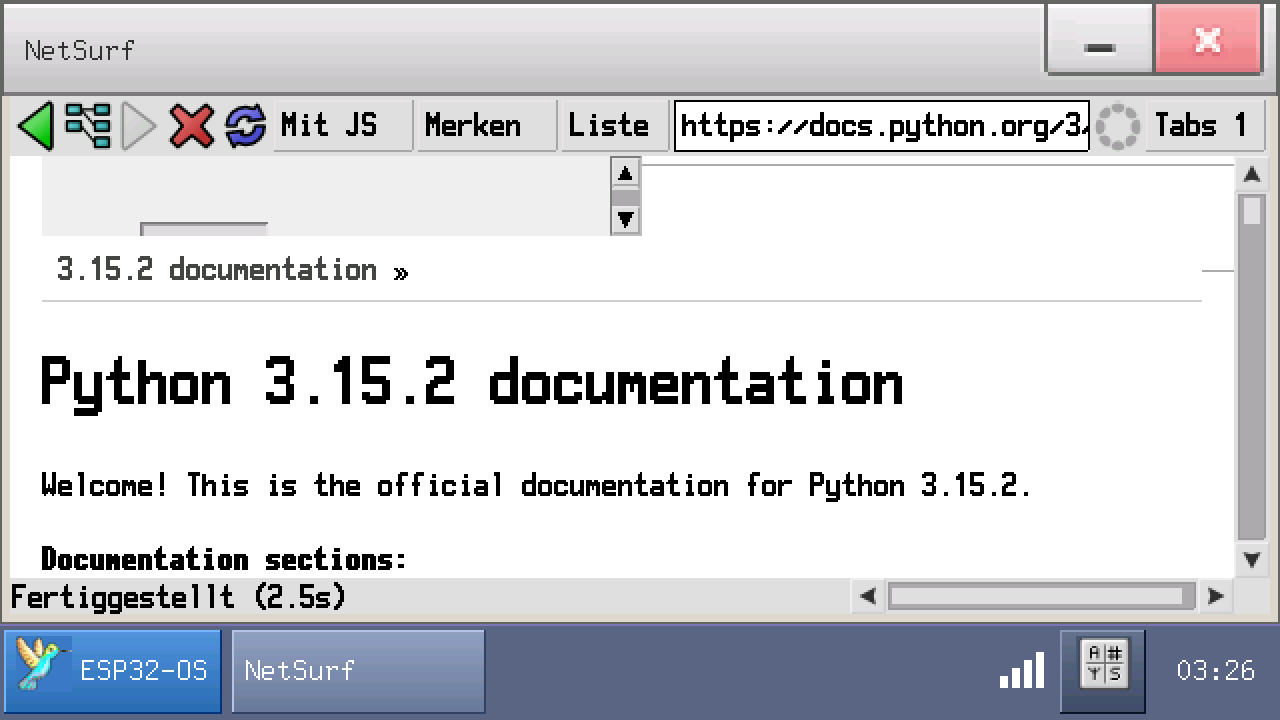 NetSurf
Mit JS Merken Liste https://docs.python.org/3/ Tabs 1
3.15.2 documentation »
Python 3.15.2 documentation
Welcome! This is the official documentation for Python 3.15.2.
Documentation sections:
Fertiggestellt (2.5s)
ESP32-OS NetSurf A # Y S 03:26